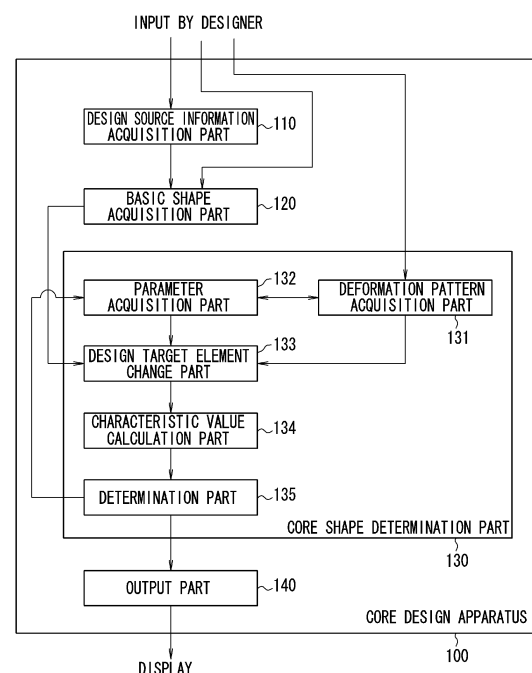 INPUT BY DESIGNER
DESIGN SOURCE INFORMATION
ACQUISITION PART
110
BASIC SHAPE
ACQUISITION PART
120
PARAMETER
ACQUISITION PART
132
DEFORMATION PATTERN
ACQUISITION PART
131
DESIGN TARGET ELEMENT
CHANGE PART
133
CHARACTERISTIC VALUE
CALCULATION PART
134
DETERMINATION PART
135
CORE SHAPE DETERMINATION PART
130
OUTPUT PART
140
CORE DESIGN APPARATUS
100
DISPLAY